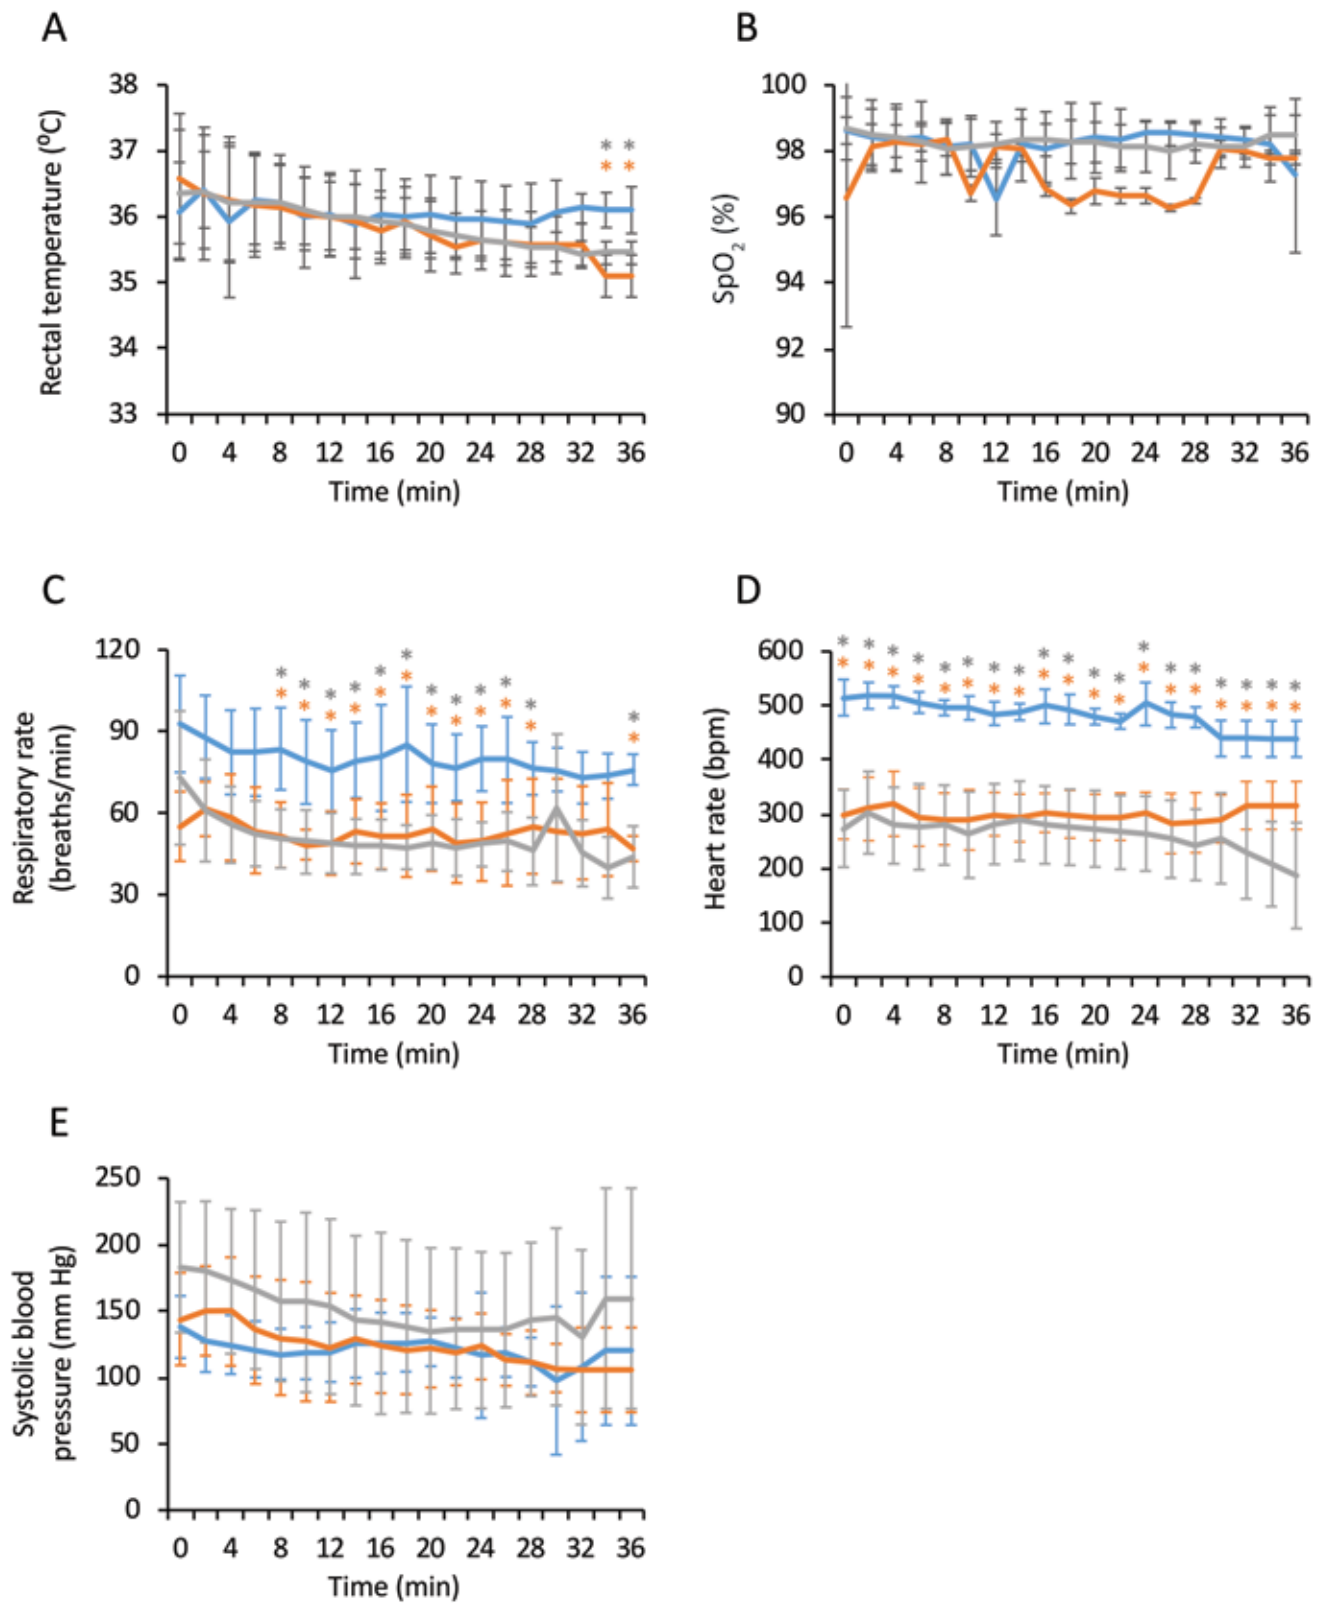 A
38
37
36
35
34
33
Rectal temperature (⁰C)
* *
* *
0 4 8 12 16 20 24 28 32 36
Time (min)
B
100
98
96
94
92
90
SpO₂ (%)
0 4 8 12 16 20 24 28 32 36
Time (min)
C
120
90
60
30
0
Respiratory rate
(breaths/min)
* * * * * * * * * * * *
* * * * * * * * * * * *
0 4 8 12 16 20 24 28 32 36
Time (min)
D
600
500
400
300
200
100
0
Heart rate (bpm)
* * * * * * * * * * * * * * * * * * *
* * * * * * * * * * * * * * * * * * *
0 4 8 12 16 20 24 28 32 36
Time (min)
E
250
200
150
100
50
0
Systolic blood
pressure (mm Hg)
0 4 8 12 16 20 24 28 32 36
Time (min)